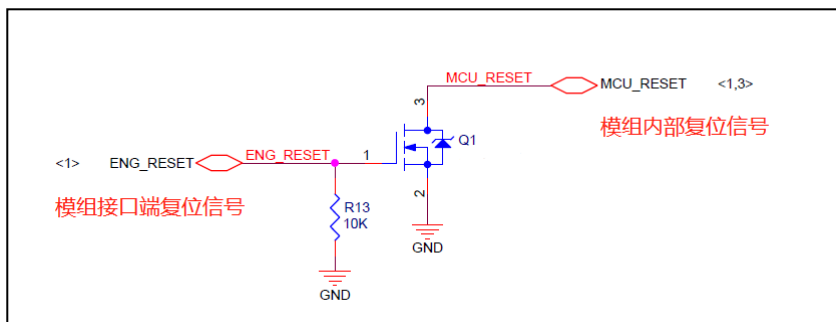 MCU_RESET
MCU_RESET <1,3>
3
模组内部复位信号
Q1
ENG_RESET
1
<1> ENG_RESET
模组接口端复位信号
2
R13
10K
GND
GND